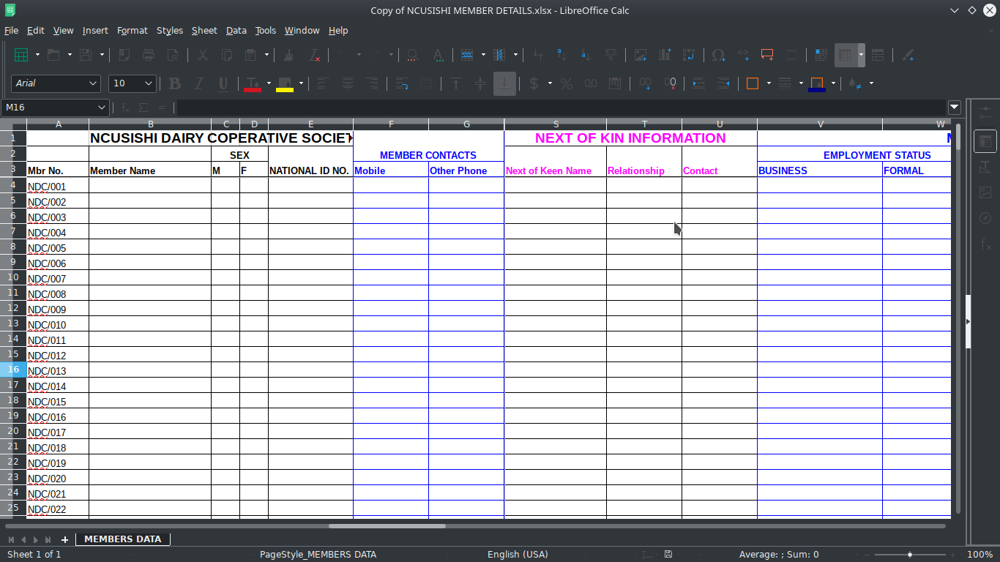 Copy of NCUSISHI MEMBER DETAILS.xlsx - LibreOffice Calc
File Edit View Insert Format Styles Sheet Data Tools Window Help
Arial 10
M16
A B C D E F G S T U V W
1 NCUSISHI DAIRY COPERATIVE SOCIET NEXT OF KIN INFORMATION
2 SEX MEMBER CONTACTS EMPLOYMENT STATUS
3 Mbr No. Member Name M F NATIONAL ID NO. Mobile Other Phone Next of Keen Name Relationship Contact BUSINESS FORMAL
4 NDC/001
5 NDC/002
6 NDC/003
7 NDC/004
8 NDC/005
9 NDC/006
10 NDC/007
11 NDC/008
12 NDC/009
13 NDC/010
14 NDC/011
15 NDC/012
16 NDC/013
17 NDC/014
18 NDC/015
19 NDC/016
20 NDC/017
21 NDC/018
22 NDC/019
23 NDC/020
24 NDC/021
25 NDC/022
MEMBERS DATA
Sheet 1 of 1 PageStyle_MEMBERS DATA English (USA) Average: ; Sum: 0 100%